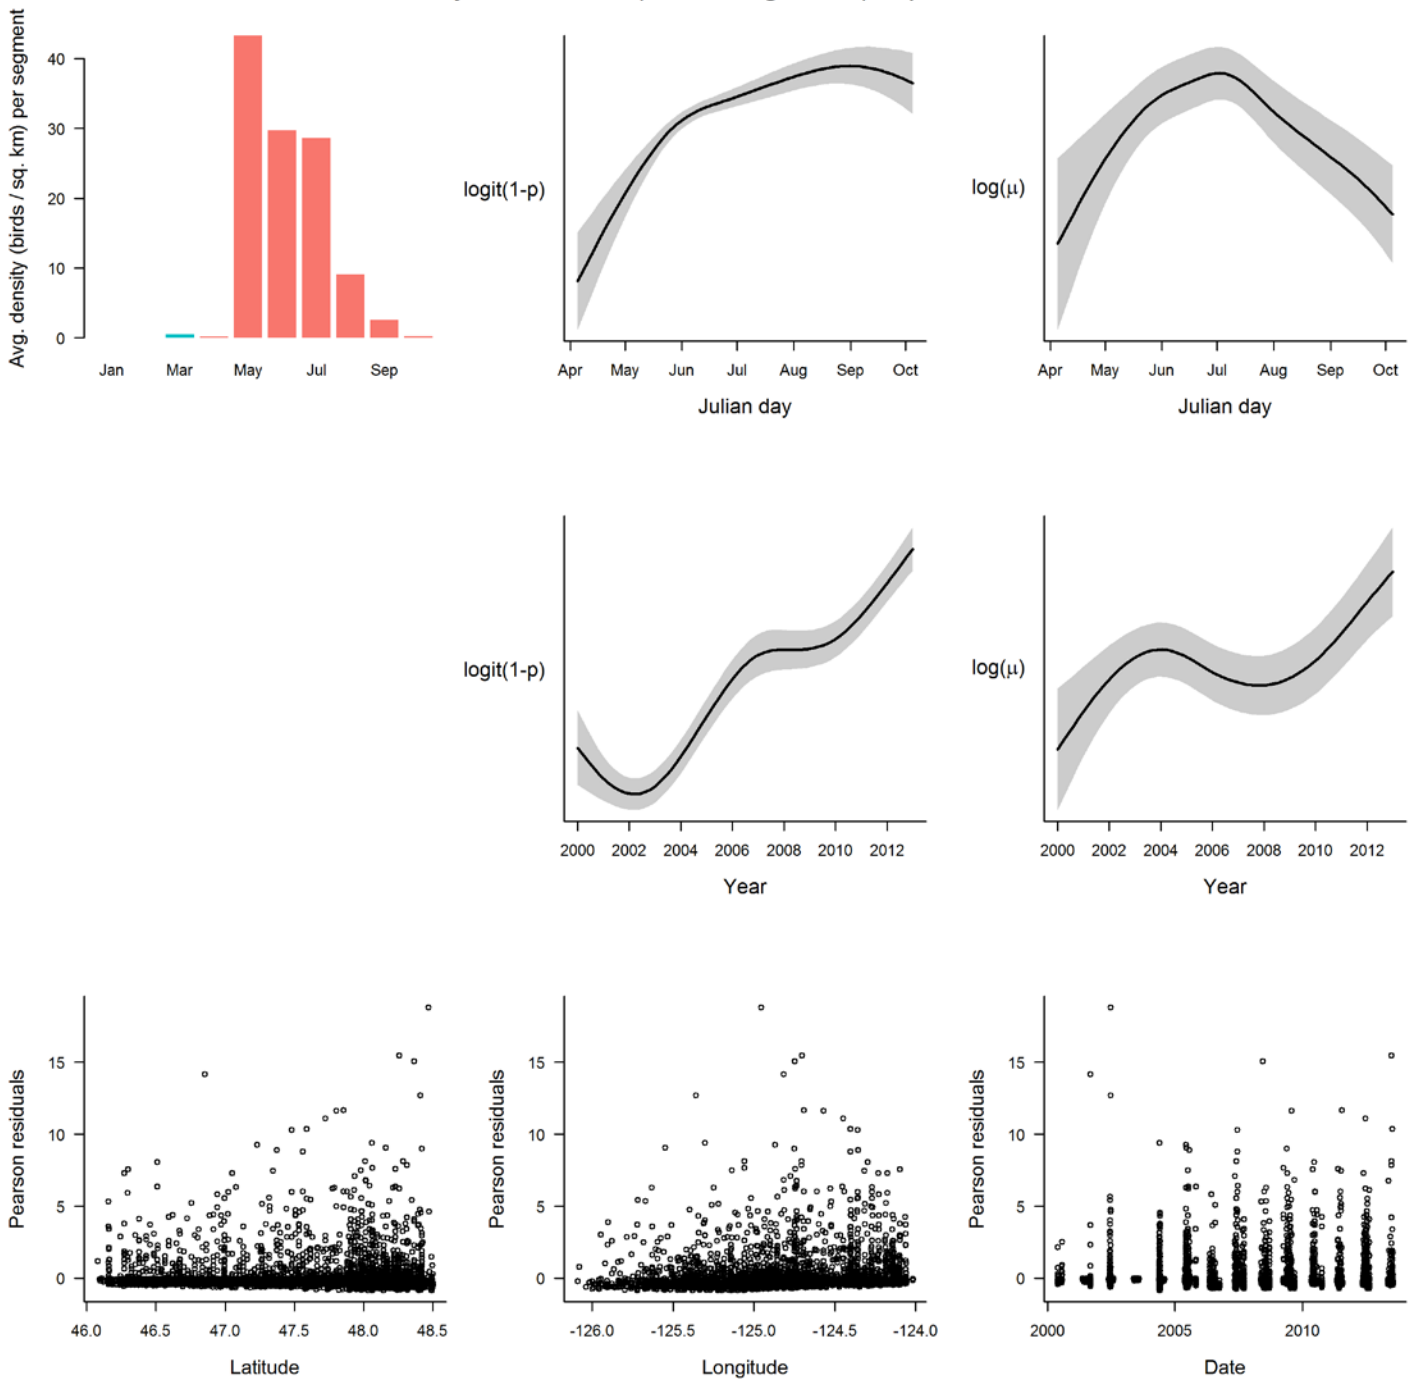 Avg. density (birds / sq. km) per segment
40
30
20
10
0
Jan Mar May Jul Sep
logit(1-p)
Apr May Jun Jul Aug Sep Oct
Julian day
log(μ)
Apr May Jun Jul Aug Sep Oct
Julian day
logit(1-p)
2000 2002 2004 2006 2008 2010 2012
Year
log(μ)
2000 2002 2004 2006 2008 2010 2012
Year
Pearson residuals
15
10
5
0
46.0 46.5 47.0 47.5 48.0 48.5
Latitude
Pearson residuals
15
10
5
0
-126.0 -125.5 -125.0 -124.5 -124.0
Longitude
Pearson residuals
15
10
5
0
2000 2005 2010
Date